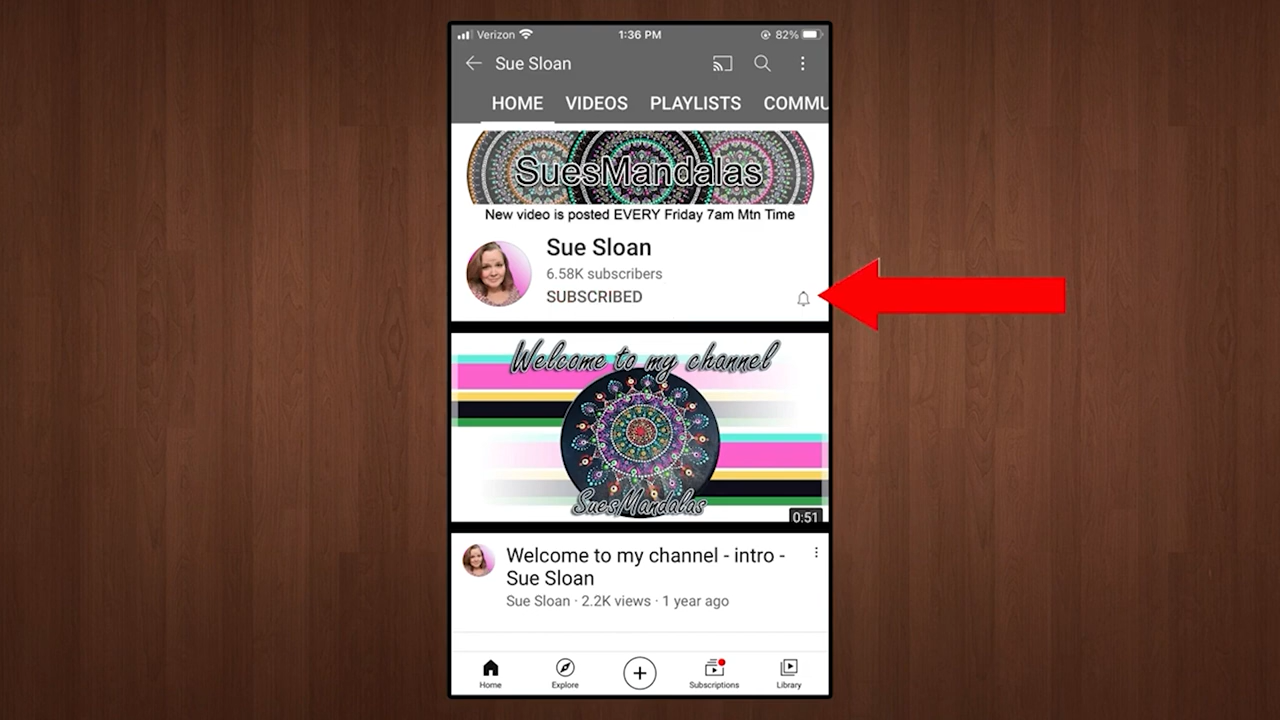 Verizon 1:36 PM 82%
Sue Sloan
HOME VIDEOS PLAYLISTS COMMU
SuesMandalas
New video is posted EVERY Friday 7am Mtn Time
Sue Sloan
6.58K subscribers
SUBSCRIBED
Welcome to my channel
SuesMandalas
0:51
Welcome to my channel - intro -
Sue Sloan
Sue Sloan · 2.2K views · 1 year ago
Home Explore Subscriptions Library